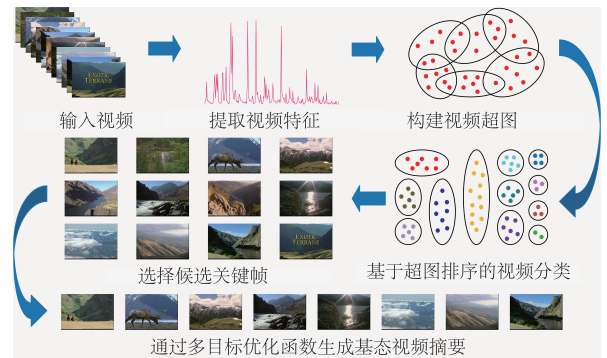 EXOTIC
TERRANE
输入视频
提取视频特征
构建视频超图
基于超图排序的视频分类
EXOTIC
TERRANE
选择候选关键帧
通过多目标优化函数生成基态视频摘要